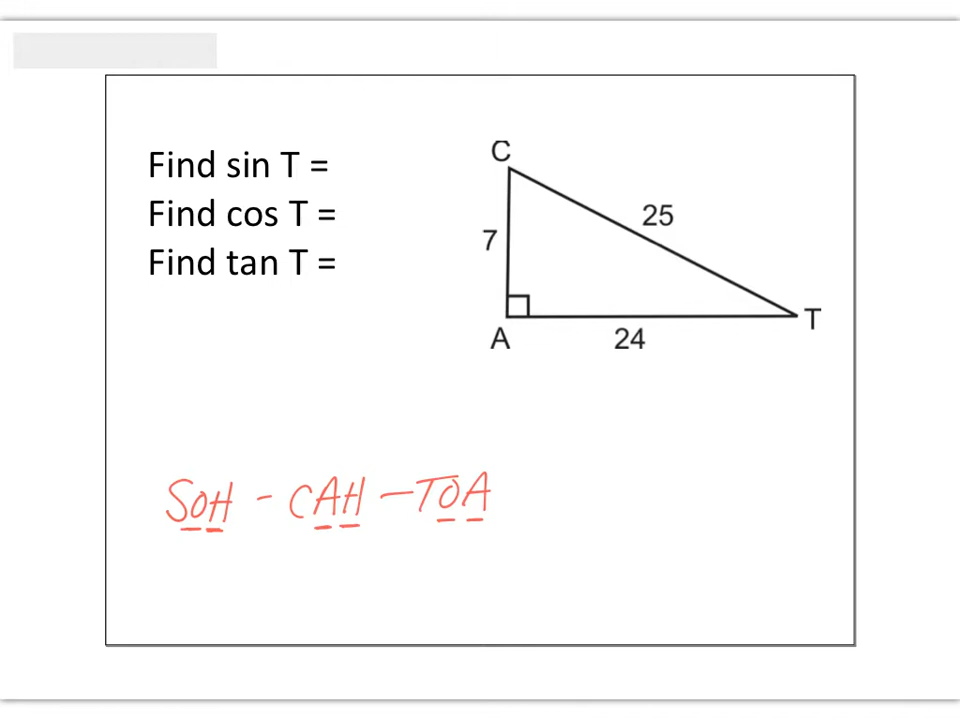 Find sin T =
Find cos T =
Find tan T =
C
25
7
A
24
T
SOH - CAH - TOA